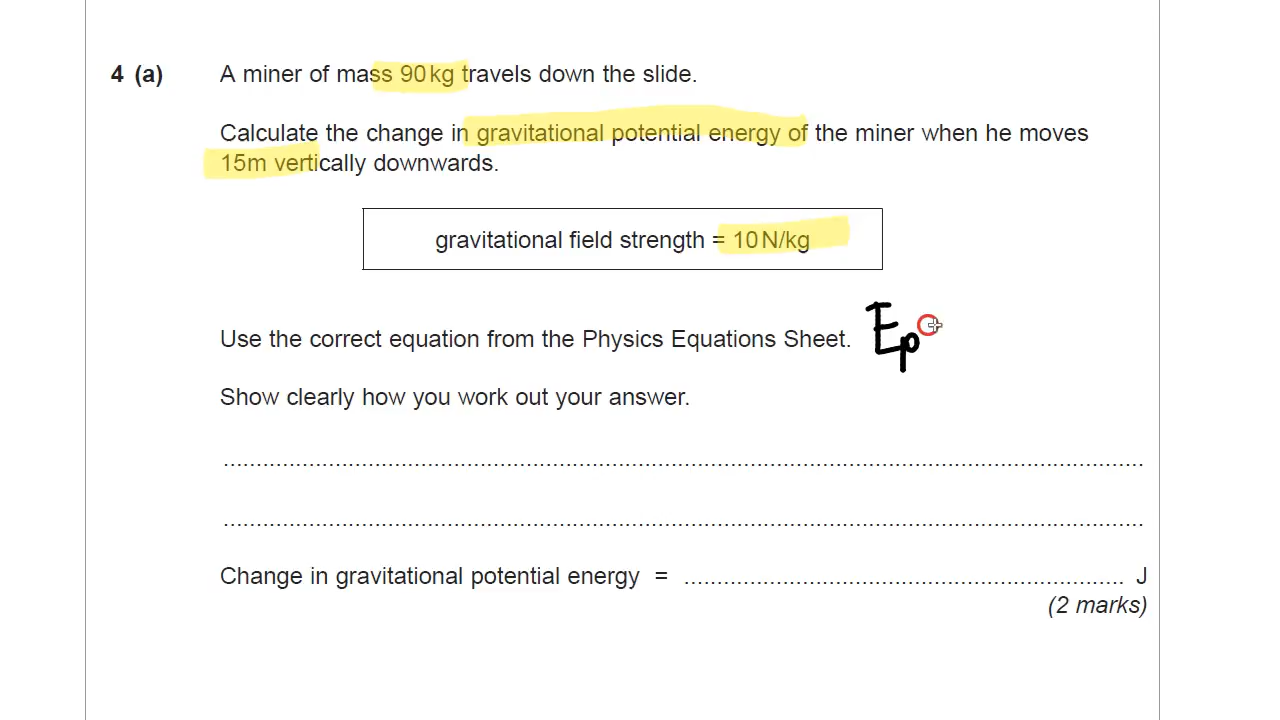 4 (a) A miner of mass 90 kg travels down the slide.
Calculate the change in gravitational potential energy of the miner when he moves
15m vertically downwards.
gravitational field strength = 10 N/kg
Use the correct equation from the Physics Equations Sheet. Ep
Show clearly how you work out your answer.
................................................................................
................................................................................
Change in gravitational potential energy = ................................................................ J
(2 marks)